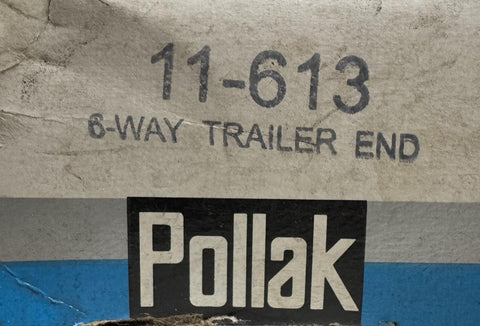 11-613
6-WAY TRAILER END
Pollak